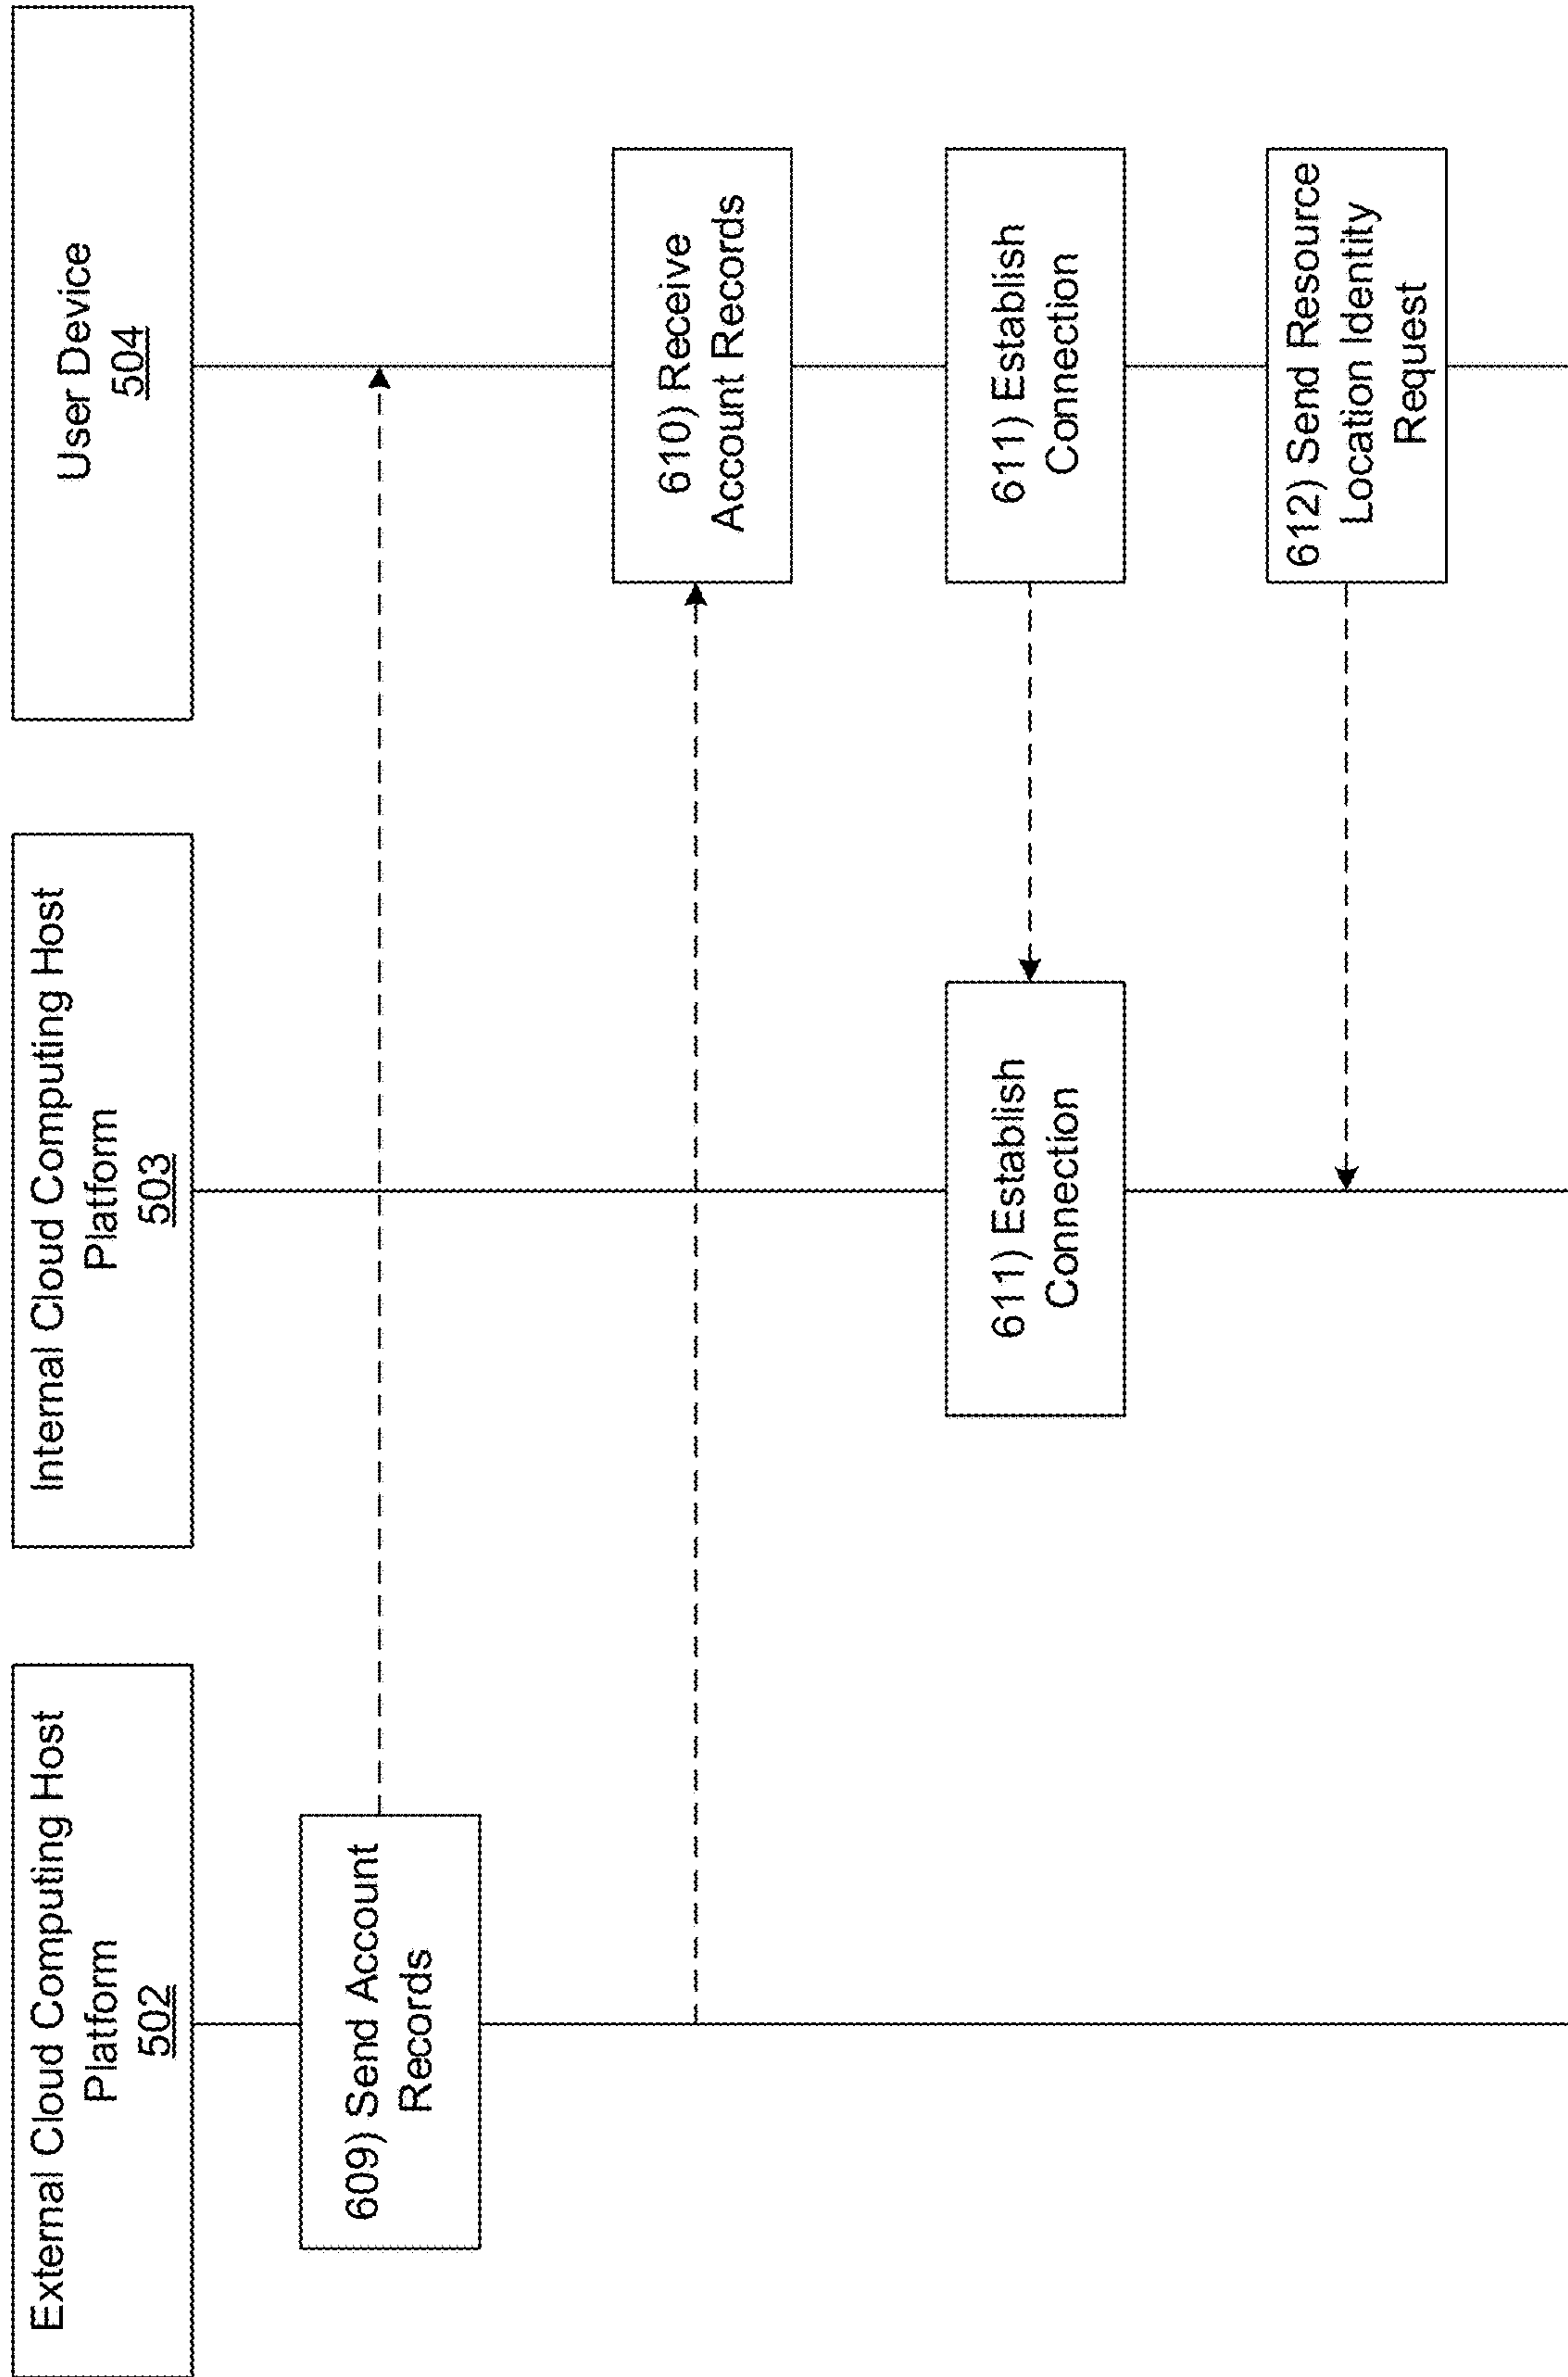 External Cloud Computing Host
Platform
502
Internal Cloud Computing Host
Platform
503
User Device
504
609) Send Account
Records
610) Receive
Account Records
611) Establish
Connection
611) Establish
Connection
612) Send Resource
Location Identity
Request